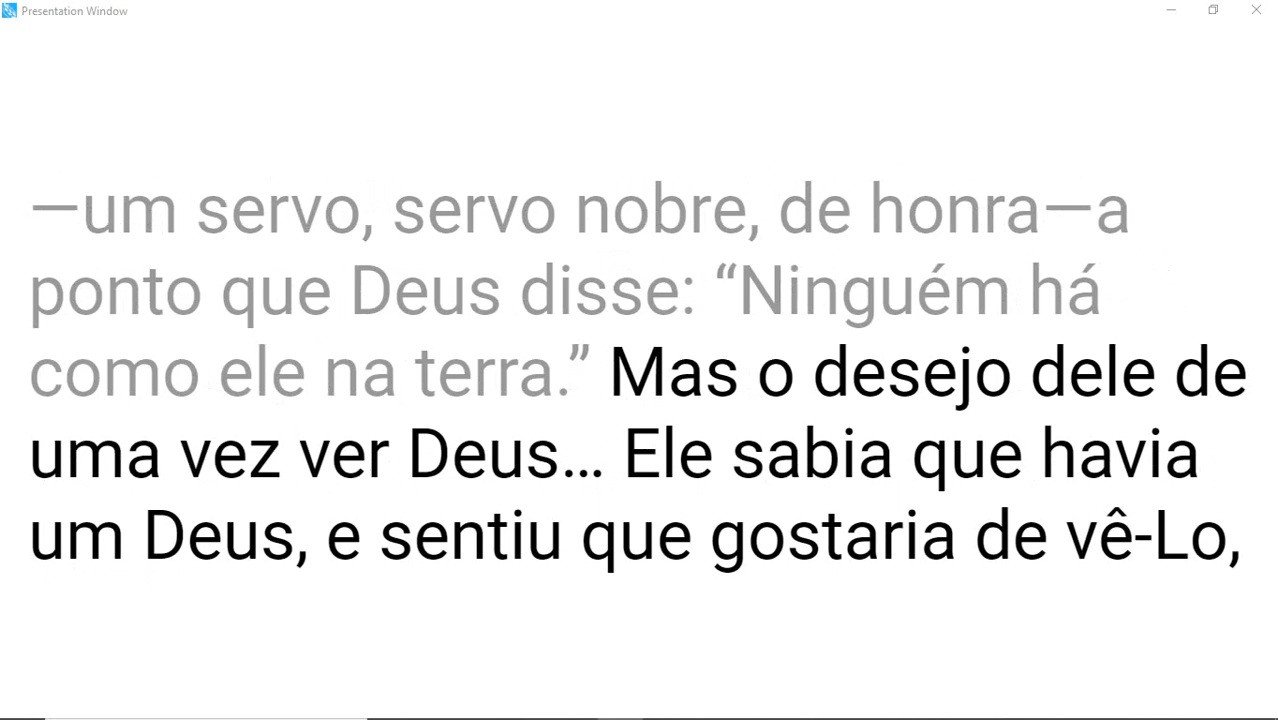 Presentation Window
—um servo, servo nobre, de honra—a
ponto que Deus disse: “Ninguém há
como ele na terra.” Mas o desejo dele de
uma vez ver Deus... Ele sabia que havia
um Deus, e sentiu que gostaria de vê-Lo,